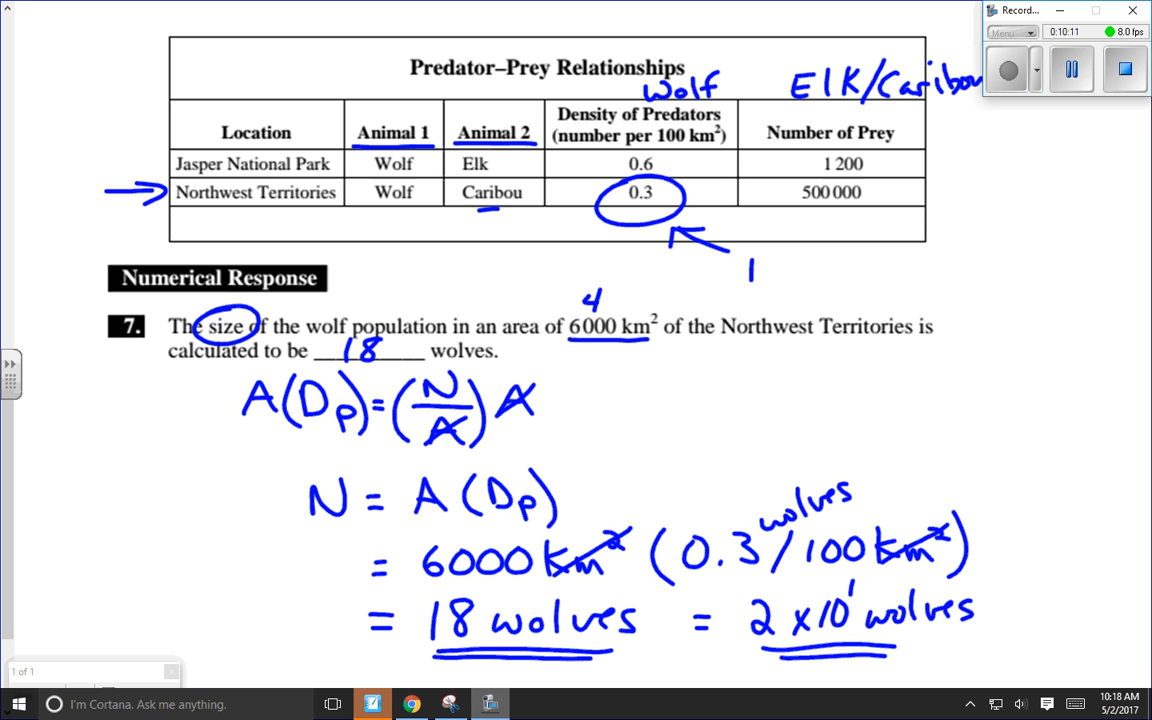 Record...
Menu
0:10:11
8.0 fps
Predator–Prey Relationships
Wolf
Elk/Caribou
Location
Animal 1
Animal 2
Density of Predators
(number per 100 km²)
Number of Prey
Jasper National Park Wolf Elk 0.6 1 200
Northwest Territories Wolf Caribou 0.3 500 000
1
Numerical Response
4
7. The size of the wolf population in an area of 6 000 km² of the Northwest Territories is
calculated to be 18 wolves.
A(Dp) = (N/A) A
N = A(Dp)
= 6000 km² (0.3 wolves/100 km²)
= 18 wolves = 2 x 10¹ wolves
1 of 1
I'm Cortana. Ask me anything.
10:18 AM
5/2/2017